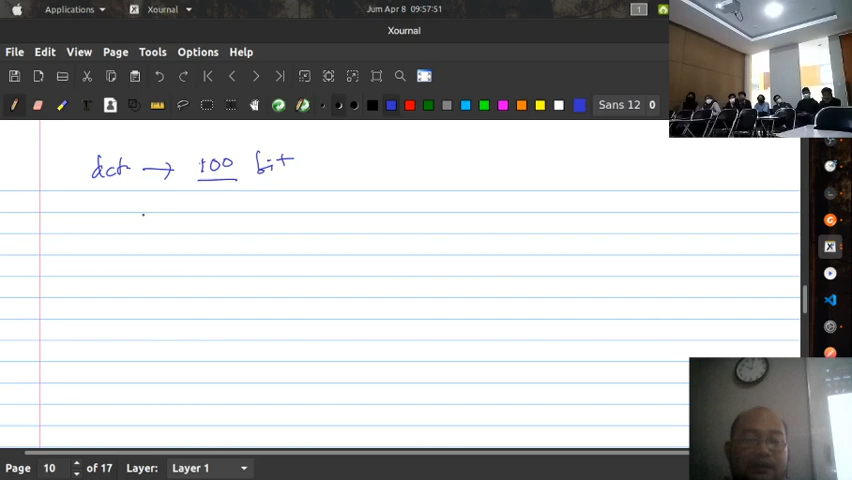 Applications Xournal Jum Apr 8 09:57:51 1
Xournal
File Edit View Page Tools Options Help
T Sans 12 0
→ 100 bit
Page 10 of 17 Layer: Layer 1